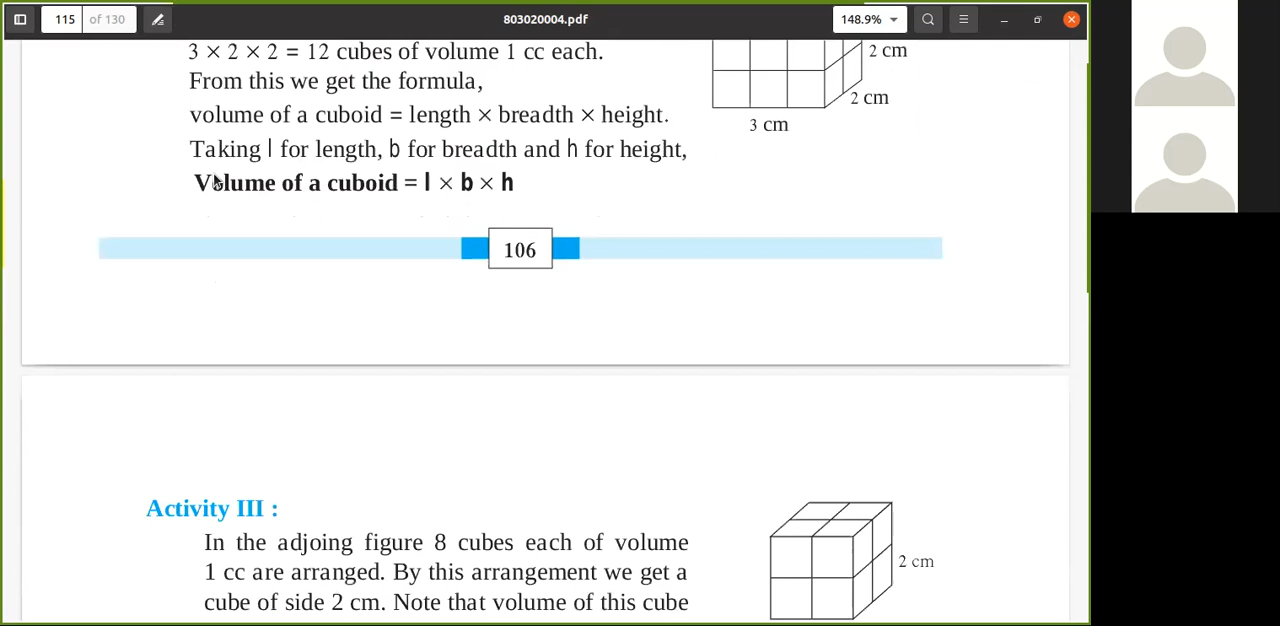 115 of 130
803020004.pdf
148.9%
3 × 2 × 2 = 12 cubes of volume 1 cc each.
From this we get the formula,
volume of a cuboid = length × breadth × height.
Taking l for length, b for breadth and h for height,
Volume of a cuboid = l × b × h
2 cm
2 cm
3 cm
106
Activity III :
In the adjoing figure 8 cubes each of volume
1 cc are arranged. By this arrangement we get a
cube of side 2 cm. Note that volume of this cube
2 cm